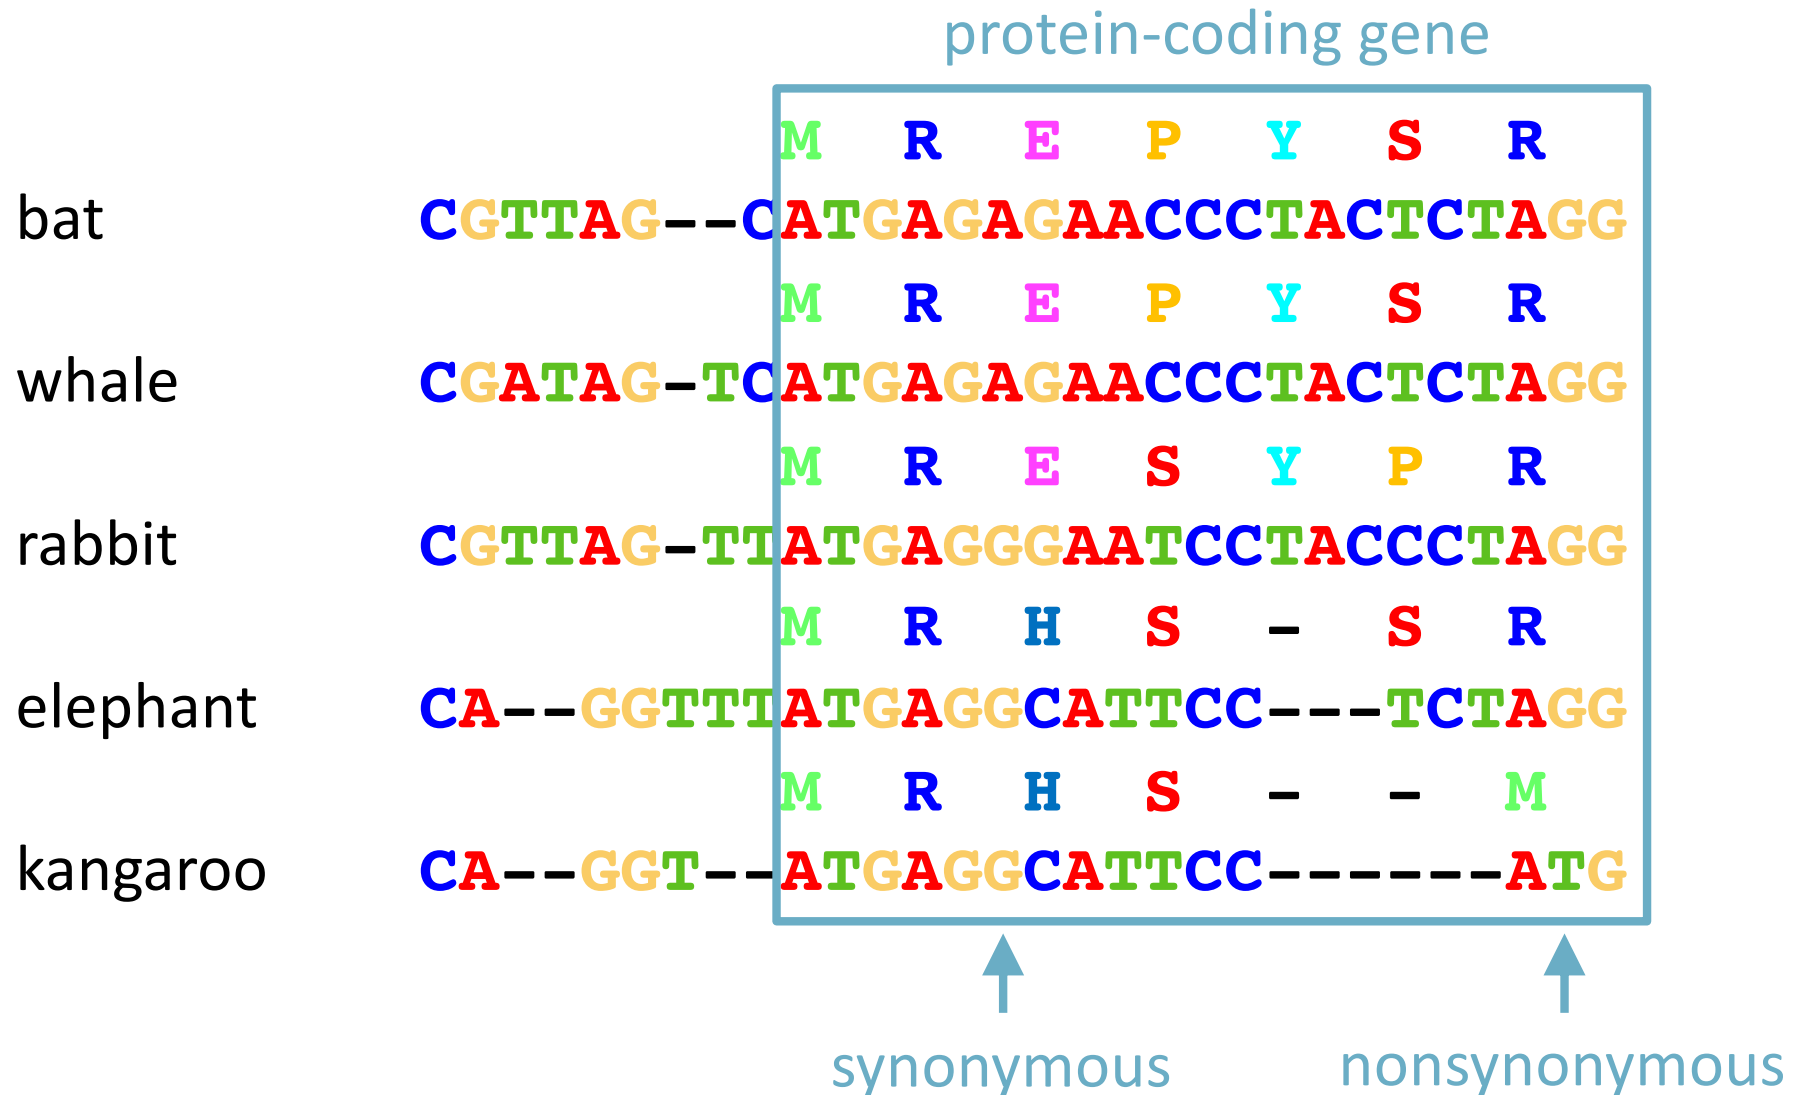 protein-coding gene
M R E P Y S R
bat CGTTAG--CATGAGAGAACCCTACTCTAGG
M R E P Y S R
whale CGATAG-TCATGAGAGAACCCTACTCTAGG
M R E S Y P R
rabbit CGTTAG-TTATGAGGGAATCCTACCCTAGG
M R H S - S R
elephant CA--GGTTTATGAGGCATTCC---TCTAGG
M R H S - - M
kangaroo CA--GGT--ATGAGGCATTCC------ATG
synonymous nonsynonymous